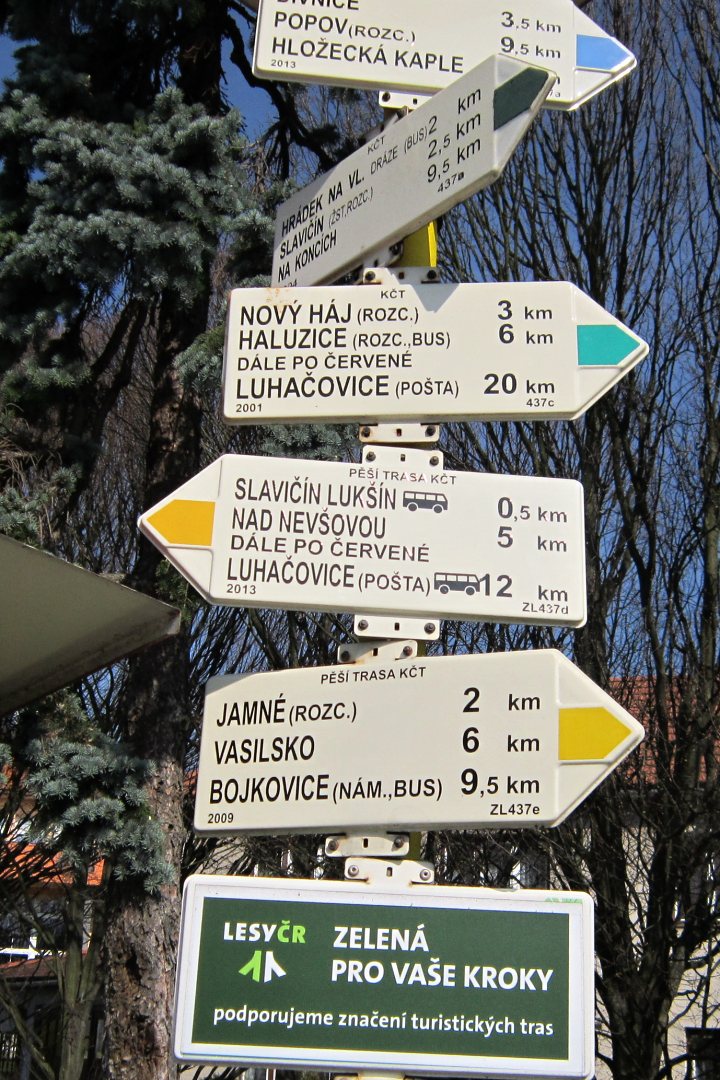 DIVNICE 3,5 km
POPOV (ROZC.) 9,5 km
HLOŽECKÁ KAPLE
2013
KČT
HRÁDEK NA VL. DRÁZE (BUS) 2 km
SLAVIČÍN (ŽST, ROZC.) 2,5 km
NA KONCÍCH 9,5 km
437a
KČT
NOVÝ HÁJ (ROZC.) 3 km
HALUZICE (ROZC.,BUS) 6 km
DÁLE PO ČERVENÉ
LUHAČOVICE (POŠTA) 20 km
2001 437c
PĚŠÍ TRASA KČT
SLAVIČÍN LUKŠÍN 0,5 km
NAD NEVŠOVOU 5 km
DÁLE PO ČERVENÉ
LUHAČOVICE (POŠTA) 12 km
2013 ZL437d
PĚŠÍ TRASA KČT
JAMNÉ (ROZC.) 2 km
VASILSKO 6 km
BOJKOVICE (NÁM.,BUS) 9,5 km
2009 ZL437e
LESYČR
ZELENÁ
PRO VAŠE KROKY
podporujeme značení turistických tras